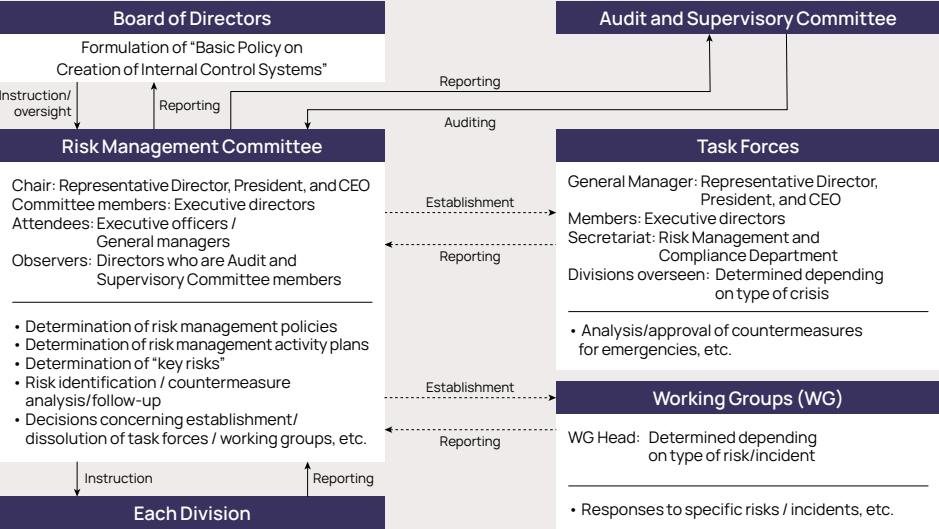 Board of Directors
Formulation of “Basic Policy on
Creation of Internal Control Systems”
Instruction/
oversight
Reporting
Audit and Supervisory Committee
Reporting
Auditing
Risk Management Committee
Chair: Representative Director, President, and CEO
Committee members: Executive directors
Attendees: Executive officers /
General managers
Observers: Directors who are Audit and
Supervisory Committee members
• Determination of risk management policies
• Determination of risk management activity plans
• Determination of “key risks”
• Risk identification / countermeasure
analysis/follow-up
• Decisions concerning establishment/
dissolution of task forces / working groups, etc.
Establishment
Reporting
Task Forces
General Manager: Representative Director,
President, and CEO
Members: Executive directors
Secretariat: Risk Management and
Compliance Department
Divisions overseen: Determined depending
on type of crisis
• Analysis/approval of countermeasures
for emergencies, etc.
Establishment
Reporting
Working Groups (WG)
WG Head: Determined depending
on type of risk/incident
• Responses to specific risks / incidents, etc.
Instruction
Reporting
Each Division